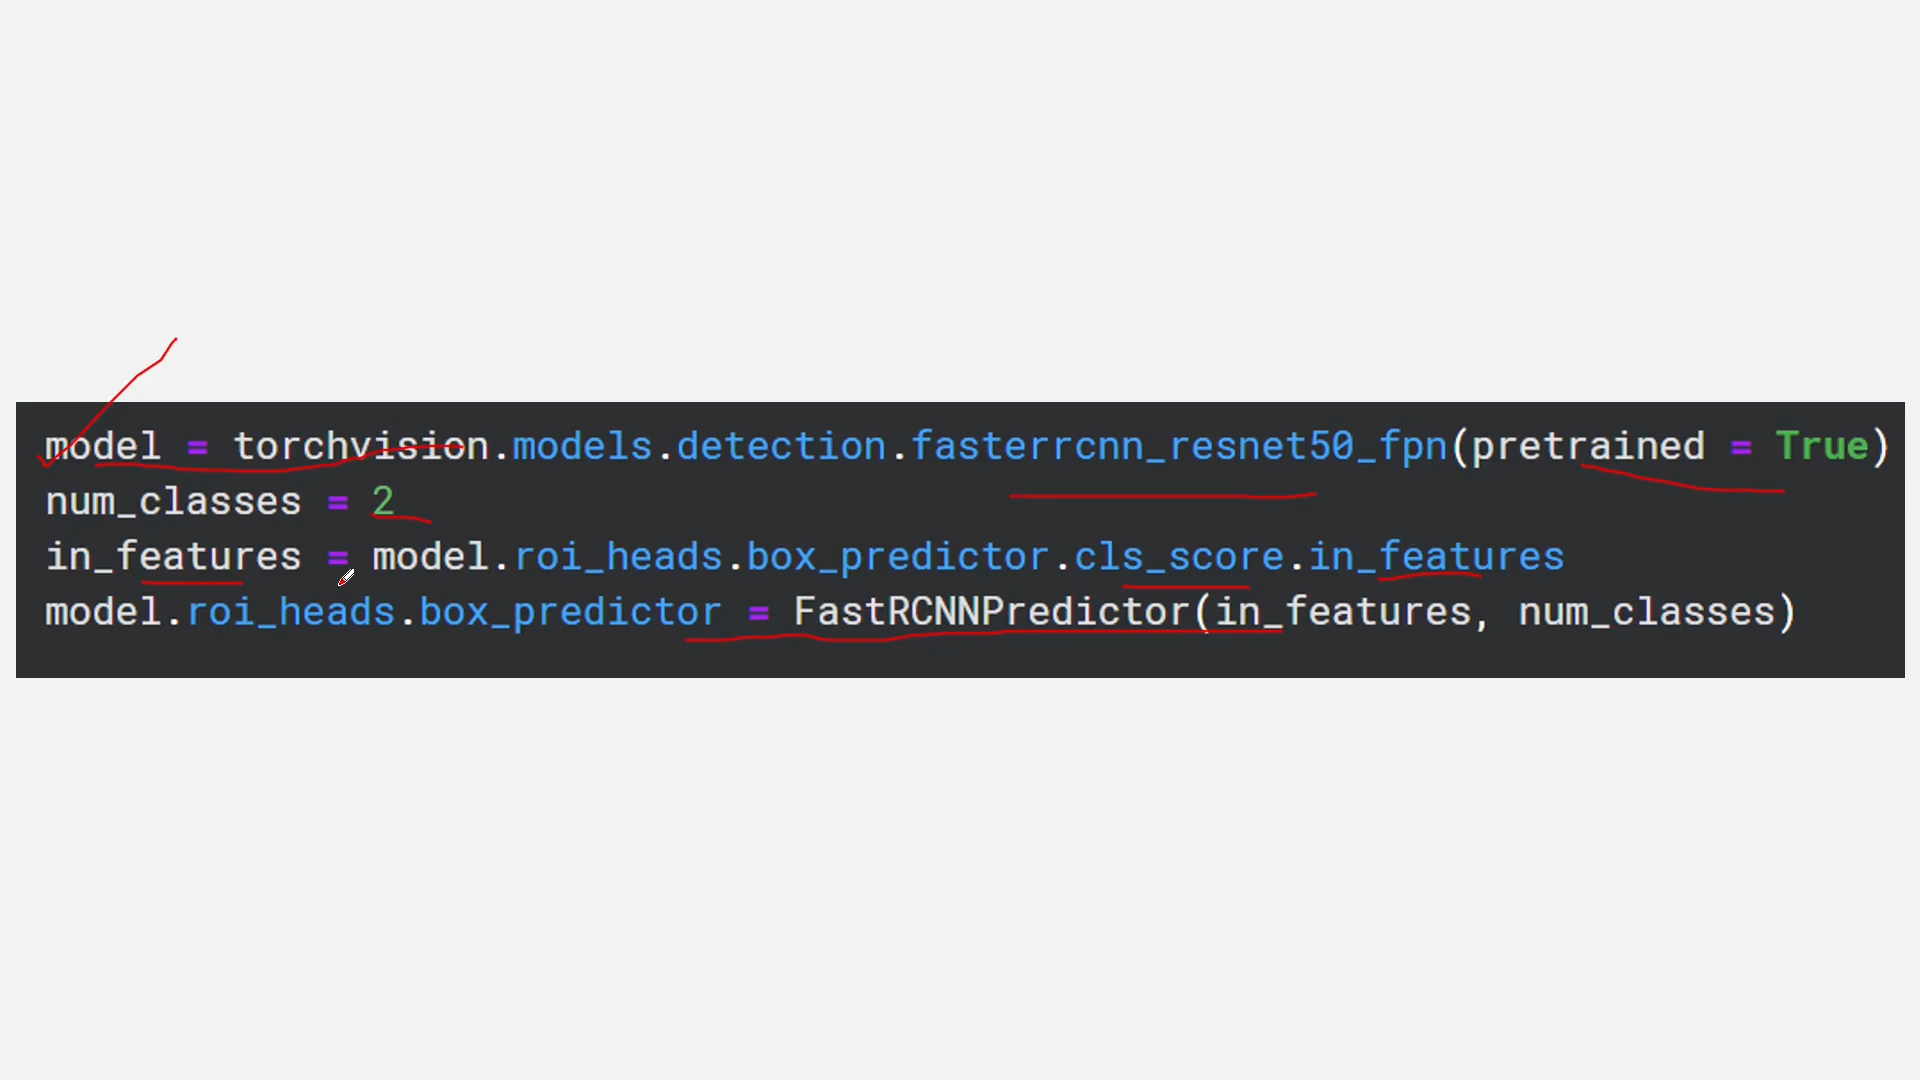 model = torchvision.models.detection.fasterrcnn_resnet50_fpn(pretrained = True)
num_classes = 2
in_features = model.roi_heads.box_predictor.cls_score.in_features
model.roi_heads.box_predictor = FastRCNNPredictor(in_features, num_classes)